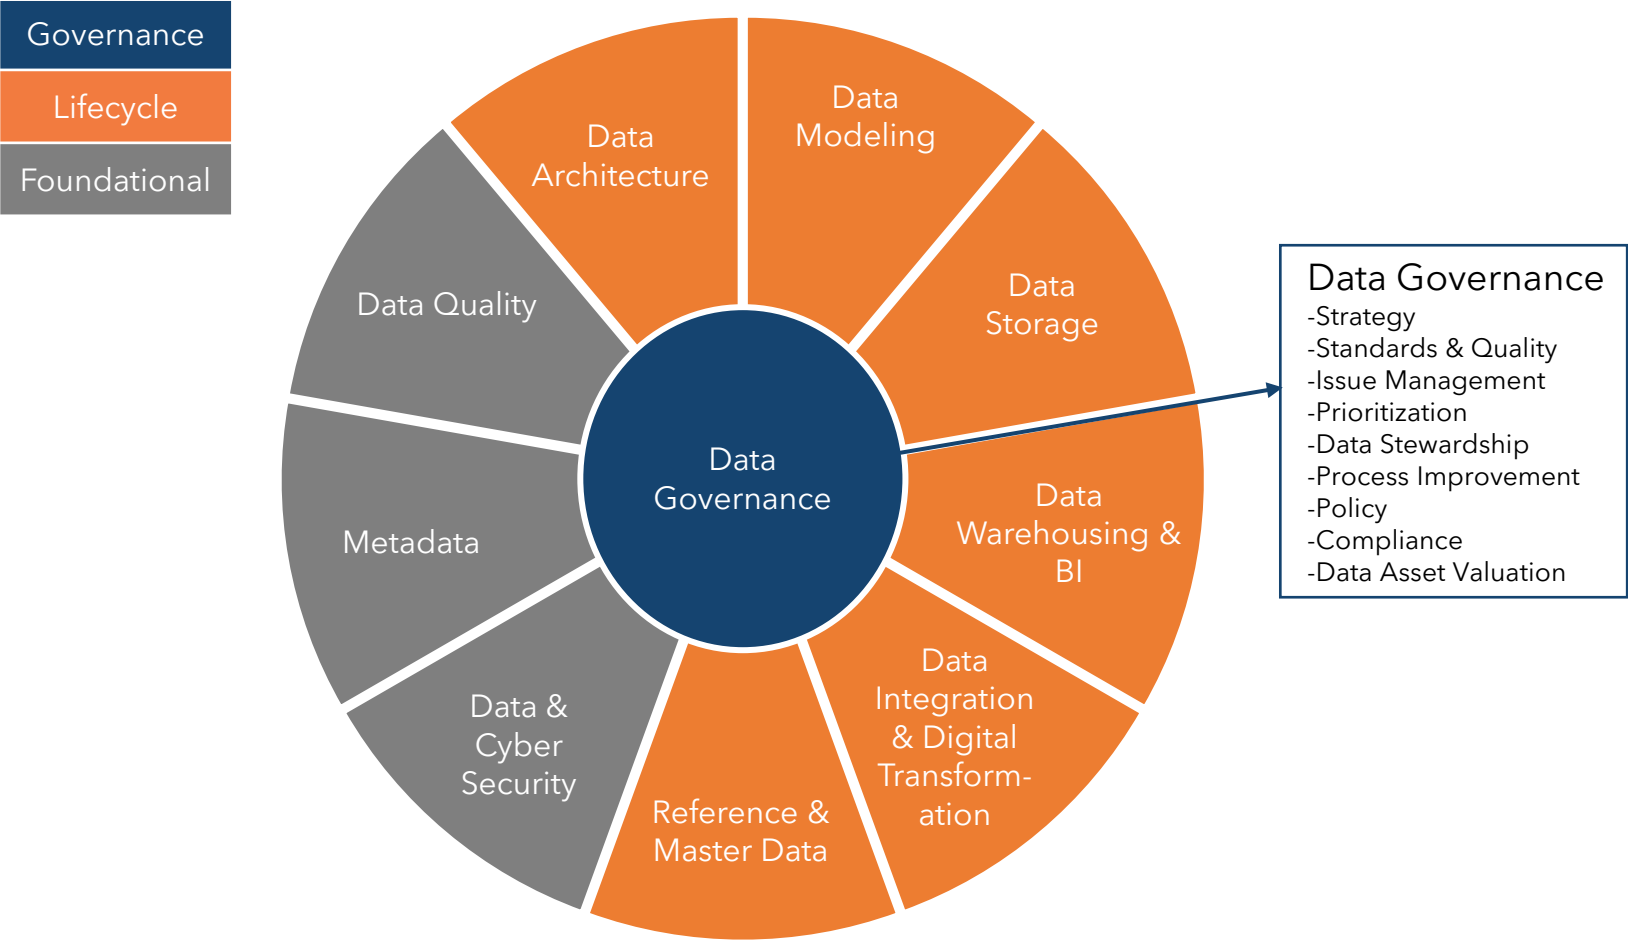 Governance
Lifecycle
Foundational
Data
Architecture
Data
Modeling
Data
Storage
Data
Warehousing &
BI
Data
Integration
& Digital
Transform-
ation
Reference &
Master Data
Data &
Cyber
Security
Metadata
Data Quality
Data
Governance
Data Governance
-Strategy
-Standards & Quality
-Issue Management
-Prioritization
-Data Stewardship
-Process Improvement
-Policy
-Compliance
-Data Asset Valuation